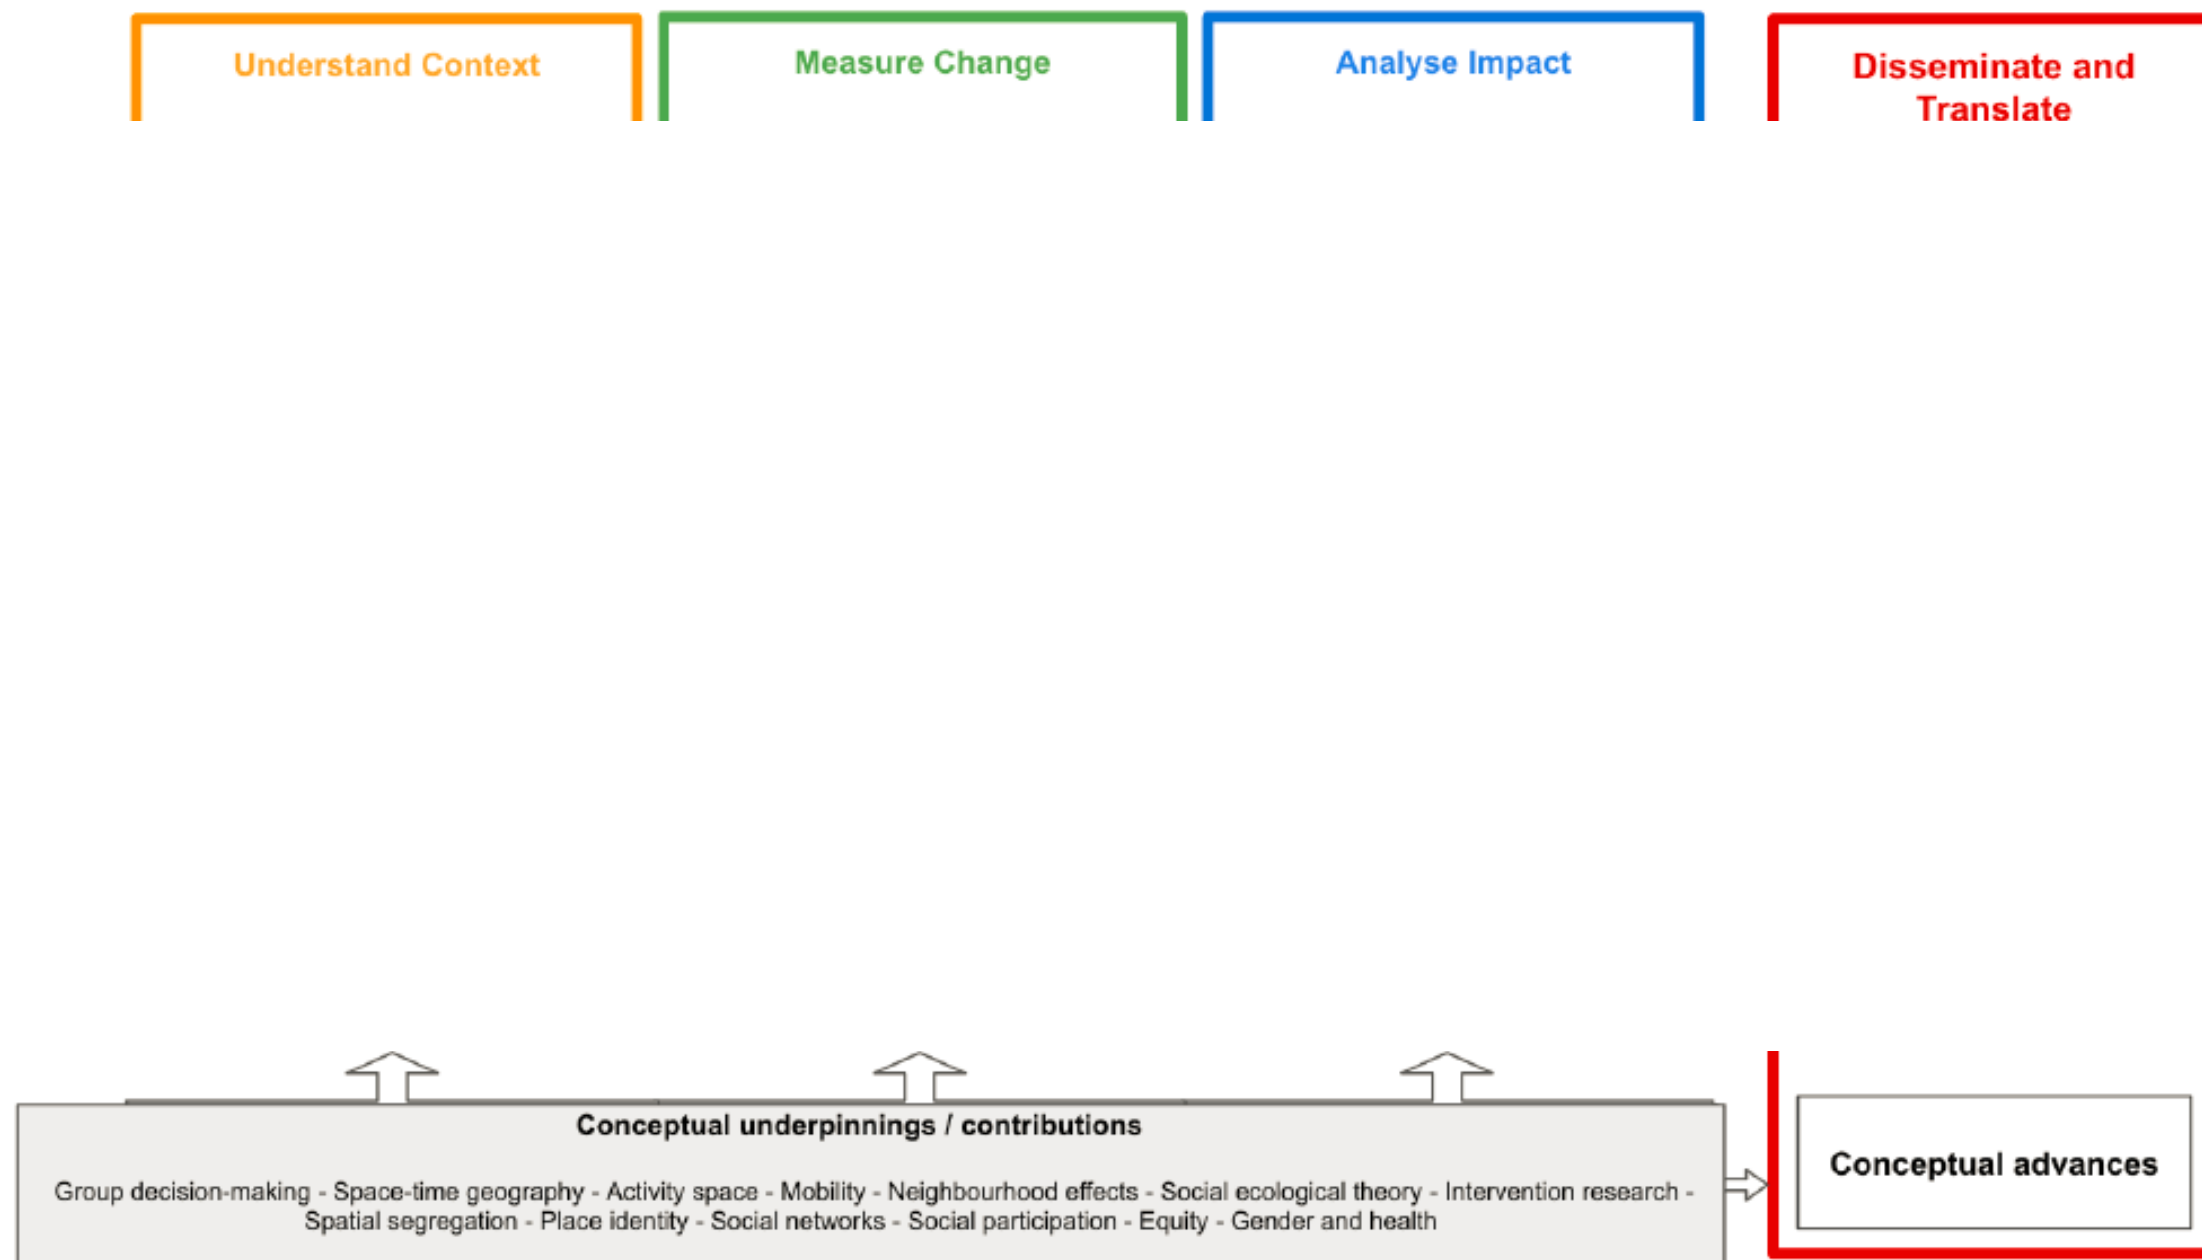 Understand Context
Measure Change
Analyse Impact
Disseminate and
Translate
Conceptual underpinnings / contributions
Group decision-making - Space-time geography - Activity space - Mobility - Neighbourhood effects - Social ecological theory - Intervention research -
Spatial segregation - Place identity - Social networks - Social participation - Equity - Gender and health
Conceptual advances